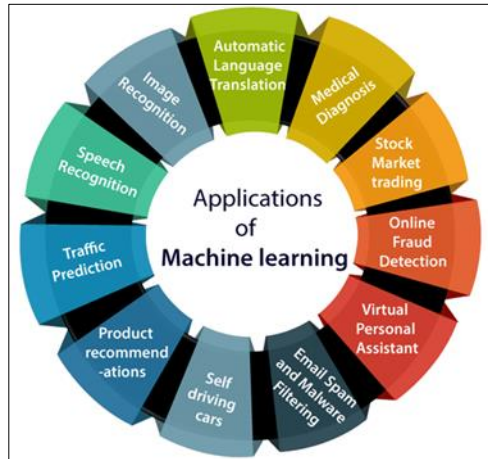 Applications
of
Machine learning
Automatic
Language
Translation
Medical
Diagnosis
Stock
Market
trading
Online
Fraud
Detection
Virtual
Personal
Assistant
Email Spam
and Malware
Filtering
Self
driving
cars
Product
recommend
-ations
Traffic
Prediction
Speech
Recognition
Image
Recognition